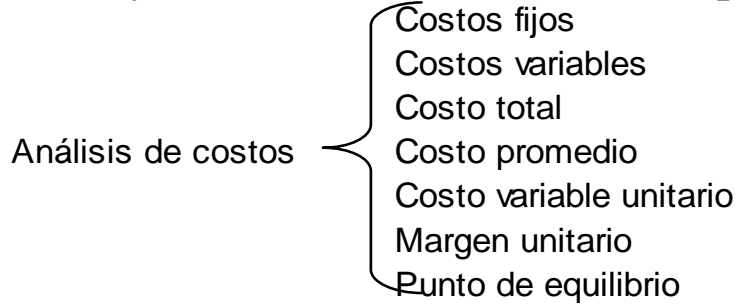 Costos fijos
Costos variables
Costo total
Análisis de costos
Costo promedio
Costo variable unitario
Margen unitario
Punto de equilibrio